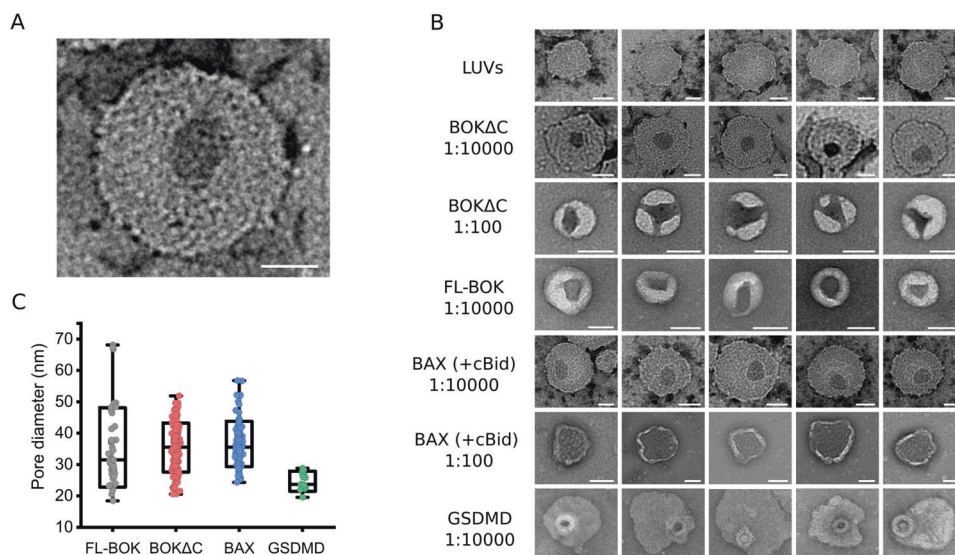 A
B
LUVs
BOKΔC
1:10000
BOKΔC
1:100
FL-BOK
1:10000
BAX (+cBid)
1:10000
BAX (+cBid)
1:100
GSDMD
1:10000
C
Pore diameter (nm)
70
60
50
40
30
20
10
FL-BOK BOKΔC BAX GSDMD